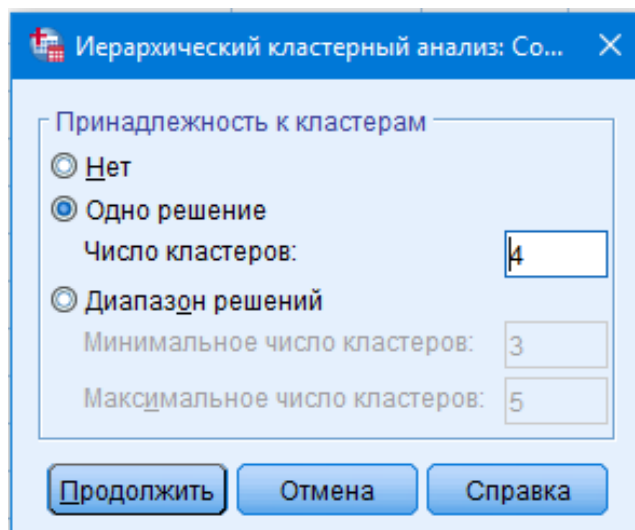 Иерархический кластерный анализ: Со...
Принадлежность к кластерам
Нет
Одно решение
Число кластеров: 4
Диапазон решений
Минимальное число кластеров: 3
Максимальное число кластеров: 5
Продолжить Отмена Справка